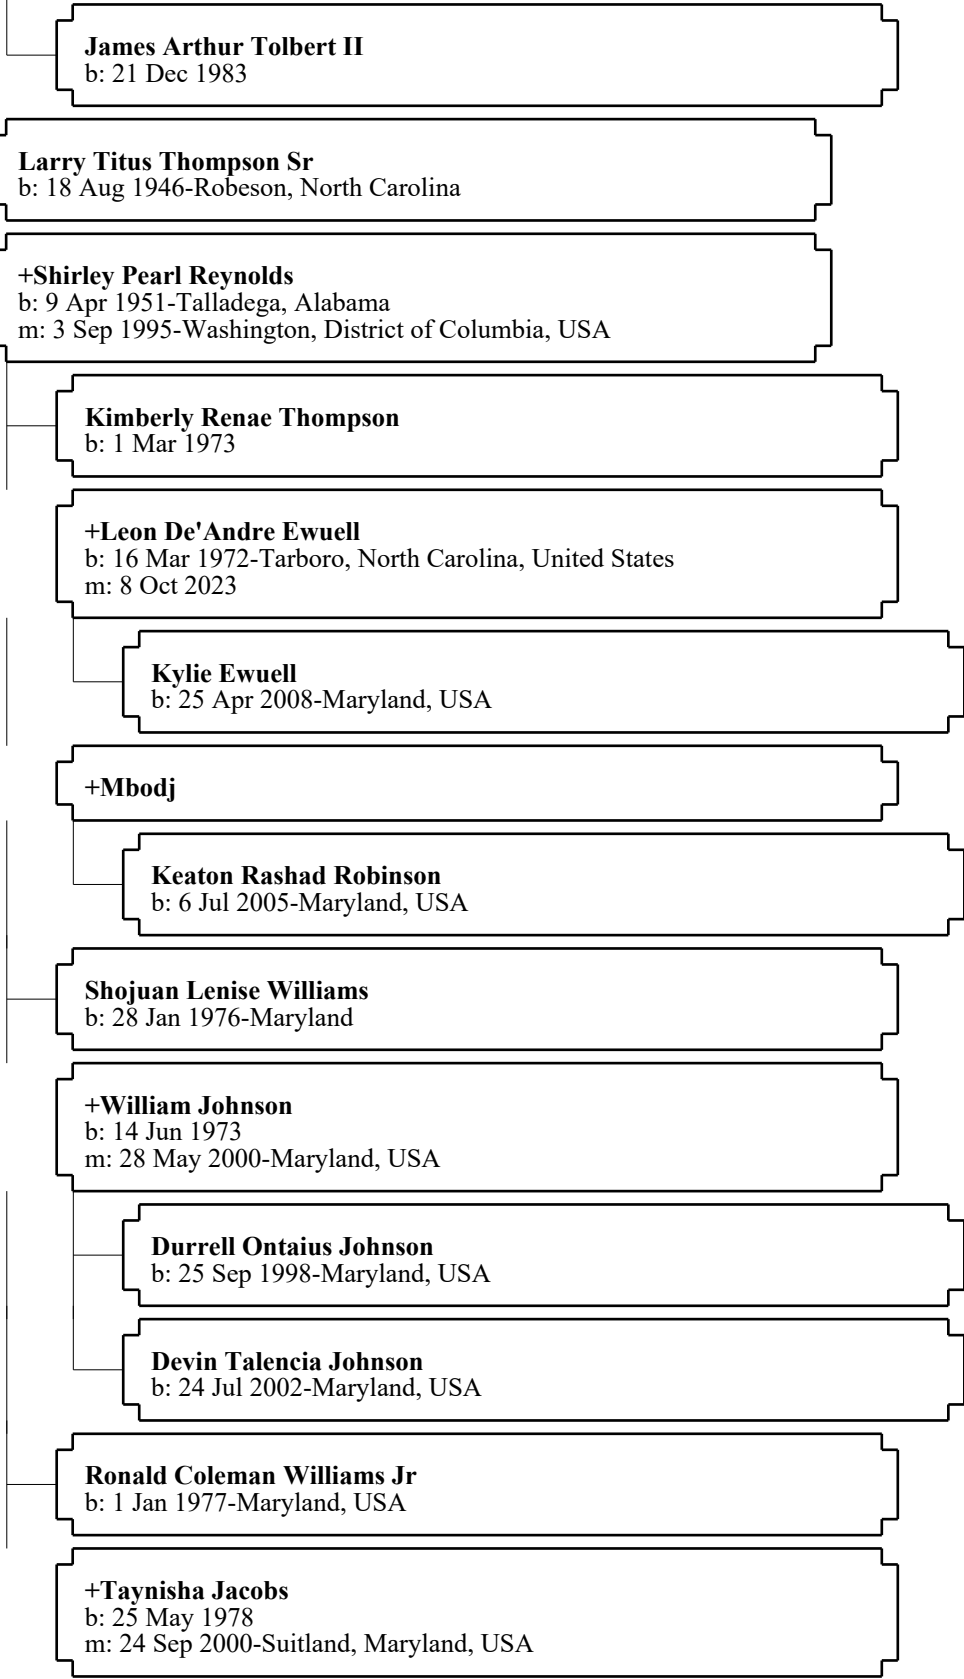 James Arthur Tolbert II
b: 21 Dec 1983
Larry Titus Thompson Sr
b: 18 Aug 1946-Robeson, North Carolina
+Shirley Pearl Reynolds
b: 9 Apr 1951-Talladega, Alabama
m: 3 Sep 1995-Washington, District of Columbia, USA
Kimberly Renae Thompson
b: 1 Mar 1973
+Leon De'Andre Ewuell
b: 16 Mar 1972-Tarboro, North Carolina, United States
m: 8 Oct 2023
Kylie Ewuell
b: 25 Apr 2008-Maryland, USA
+Mbodj
Keaton Rashad Robinson
b: 6 Jul 2005-Maryland, USA
Shojuan Lenise Williams
b: 28 Jan 1976-Maryland
+William Johnson
b: 14 Jun 1973
m: 28 May 2000-Maryland, USA
Durrell Ontaius Johnson
b: 25 Sep 1998-Maryland, USA
Devin Talencia Johnson
b: 24 Jul 2002-Maryland, USA
Ronald Coleman Williams Jr
b: 1 Jan 1977-Maryland, USA
+Taynisha Jacobs
b: 25 May 1978
m: 24 Sep 2000-Suitland, Maryland, USA